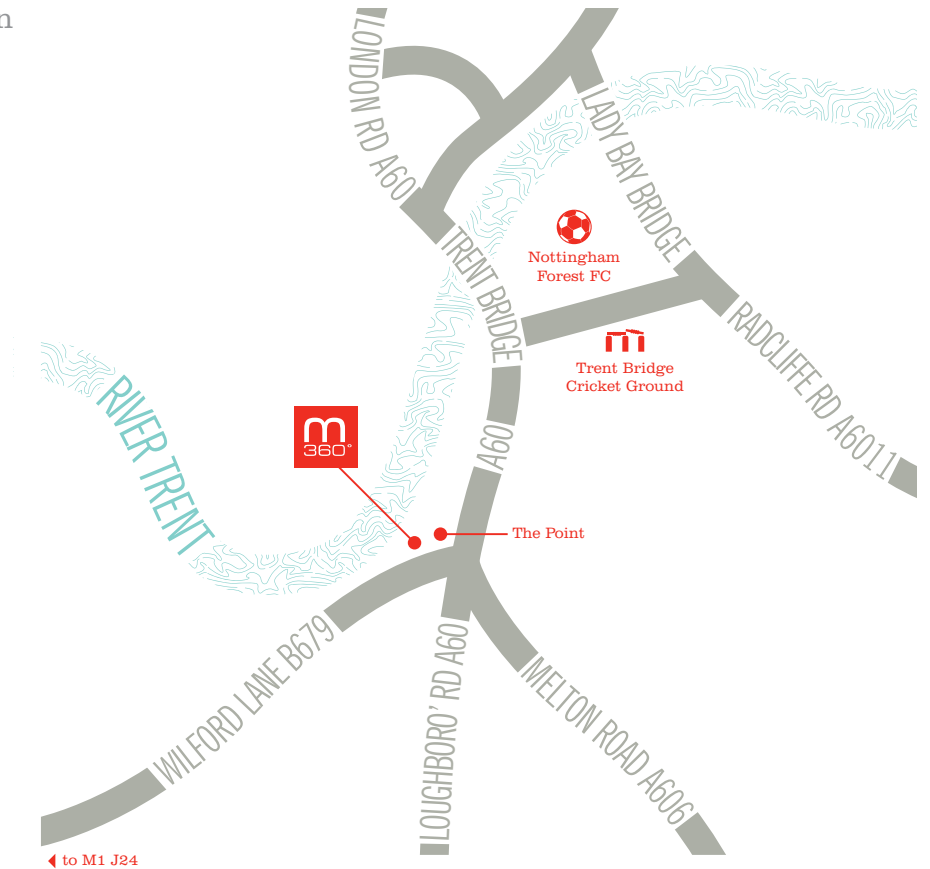 n
LONDON RD A60
LADY BAY BRIDGE
TRENT BRIDGE
Nottingham
Forest FC
RADCLIFFE RD A6011
Trent Bridge
Cricket Ground
RIVER TRENT
m
360°
A60
The Point
WILFORD LANE B679
LOUGHBORO' RD A60
MELTON ROAD A606
to M1 J24